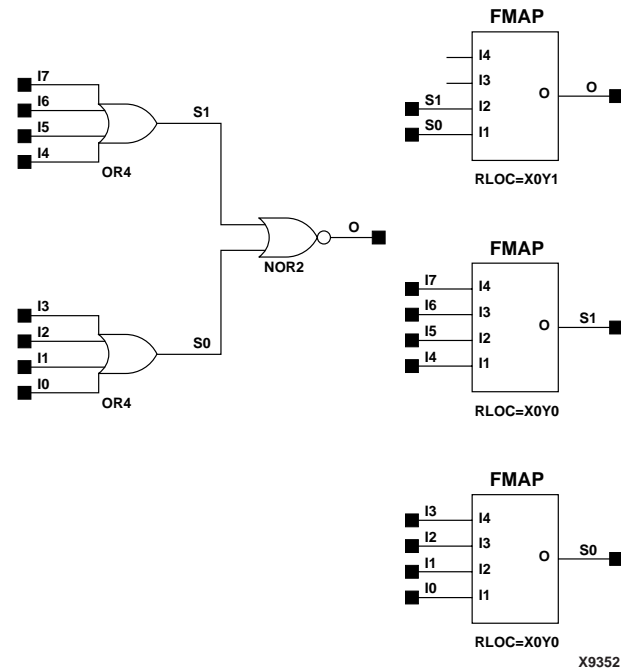 I7
I6
I5
I4
OR4
S1
I3
I2
I1
I0
OR4
S0
NOR2
O
FMAP
I4
I3
S1 I2
S0 I1
O O
RLOC=X0Y1
FMAP
I7 I4
I6 I3
I5 I2
I4 I1
O S1
RLOC=X0Y0
FMAP
I3 I4
I2 I3
I1 I2
I0 I1
O S0
RLOC=X0Y0
X9352